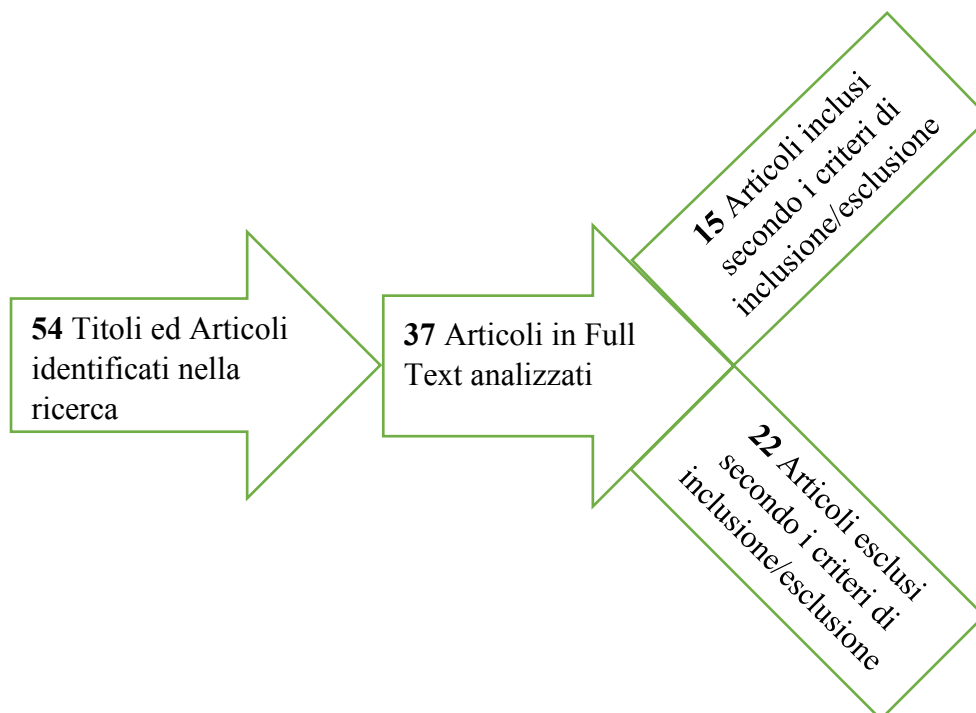 54 Titoli ed Articoli
identificati nella
ricerca
37 Articoli in Full
Text analizzati
15 Articoli inclusi
secondo i criteri di
inclusione/esclusione
22 Articoli esclusi
secondo i criteri di
inclusione/esclusione